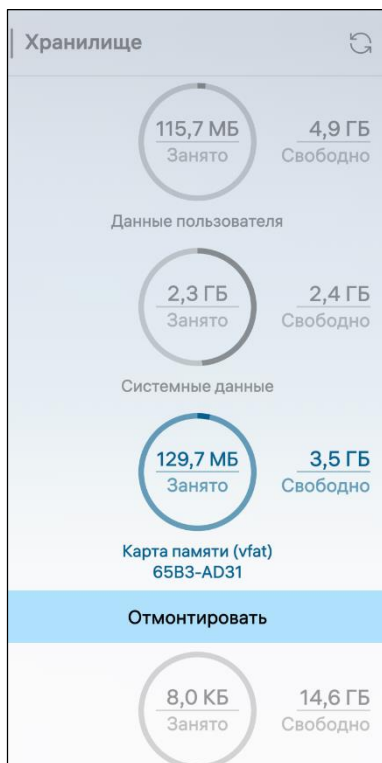 Хранилище
115,7 МБ 4,9 ГБ
Занято Свободно
Данные пользователя
2,3 ГБ 2,4 ГБ
Занято Свободно
Системные данные
129,7 МБ 3,5 ГБ
Занято Свободно
Карта памяти (vfat)
65B3-AD31
Отмонтировать
8,0 КБ 14,6 ГБ
Занято Свободно